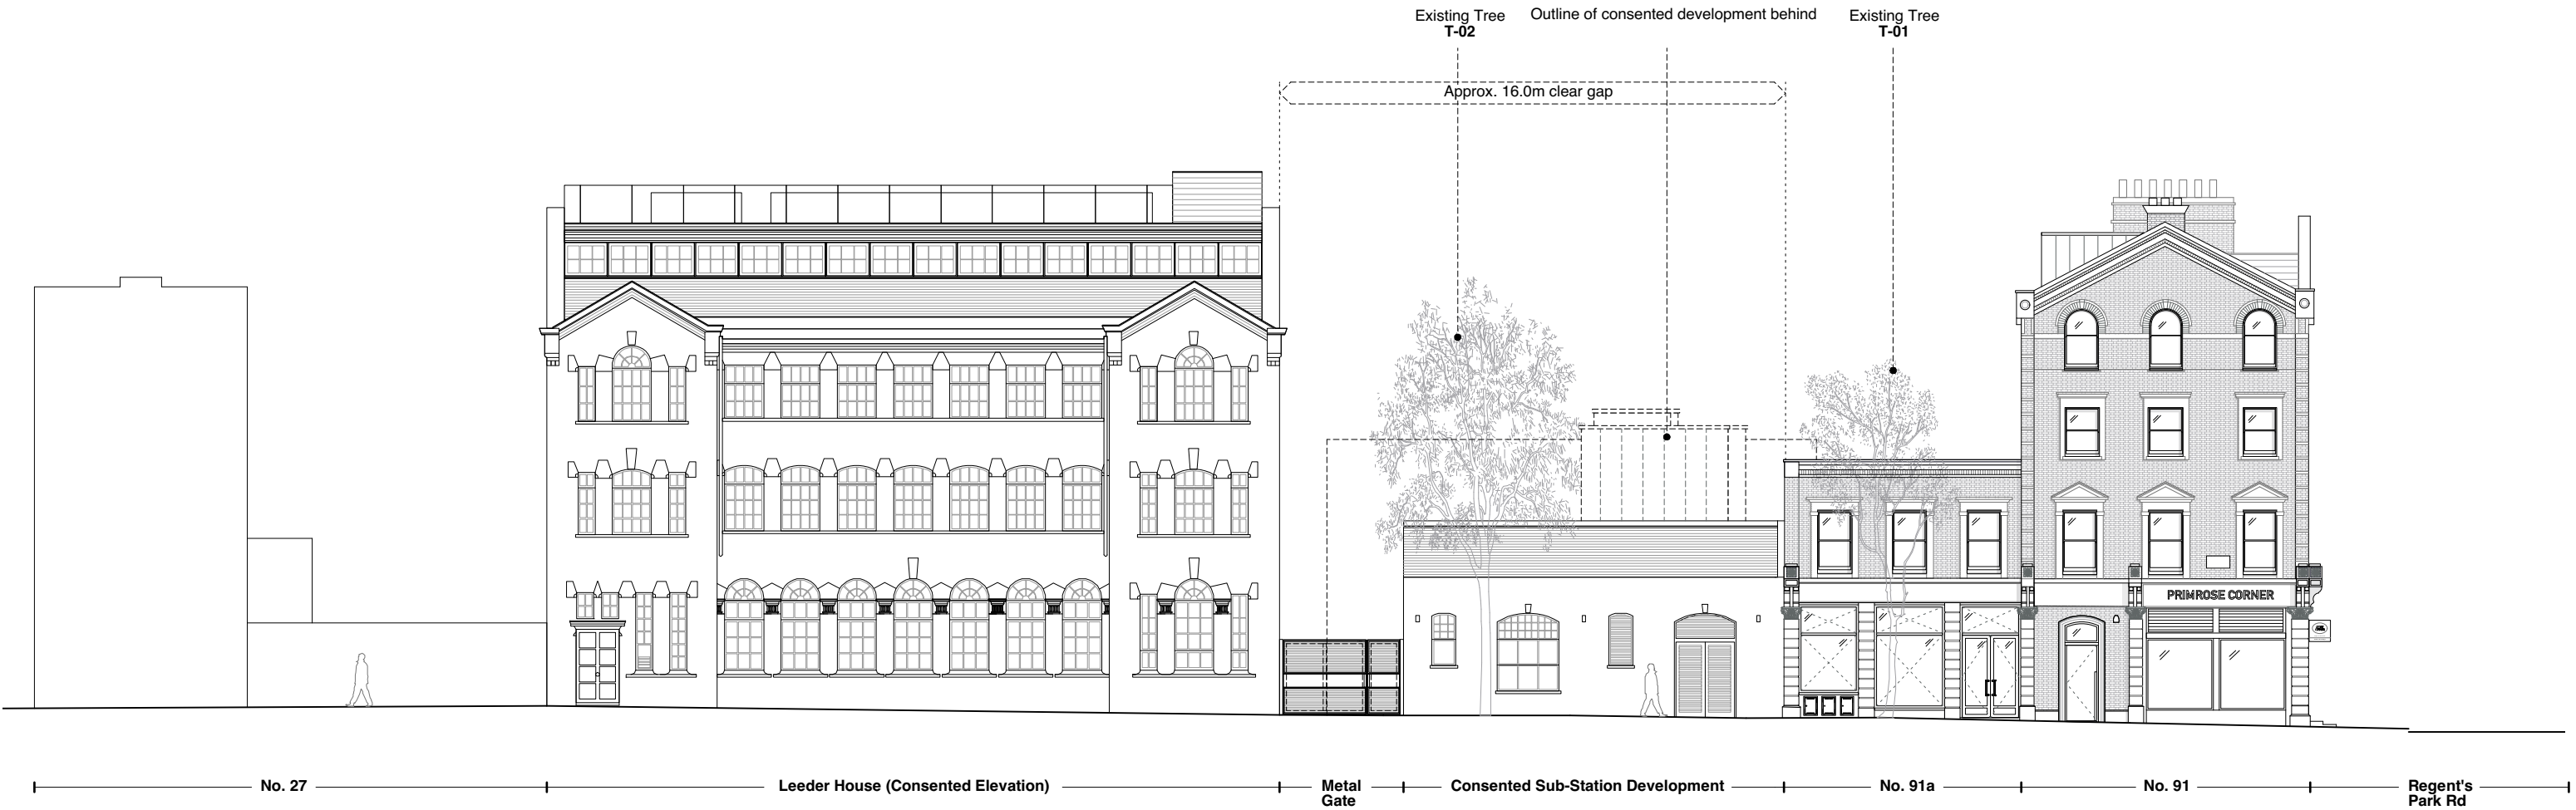 Existing Tree
T-02
Outline of consented development behind
Existing Tree
T-01
Approx. 16.0m clear gap
PRIMROSE CORNER
No. 27
Leeder House (Consented Elevation)
Metal
Gate
Consented Sub-Station Development
No. 91a
No. 91
Regent's
Park Rd